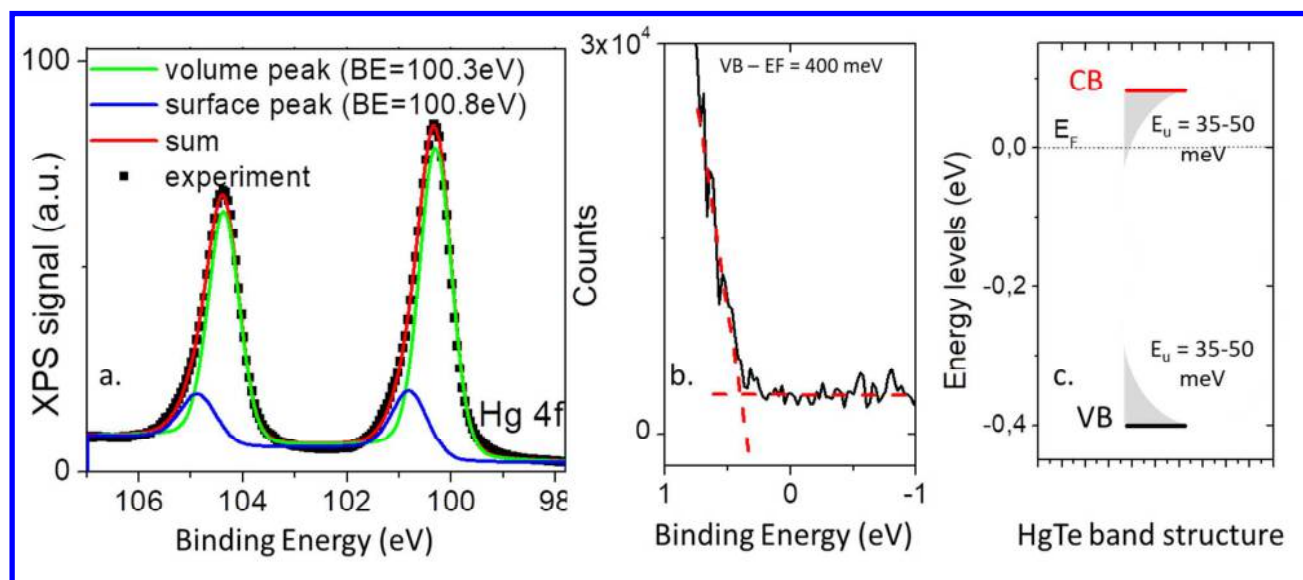 100
volume peak (BE=100.3eV)
surface peak (BE=100.8eV)
sum
experiment
XPS signal (a.u.)
a.
Hg 4f
0
106
104
102
100
98
Binding Energy (eV)
3x10⁴
VB – EF = 400 meV
Counts
b.
0
1
0
-1
Binding Energy (eV)
CB
E_F
E_u = 35-50
meV
0,0
-0,2
-0,4
Energy levels (eV)
E_u = 35-50
meV
c.
VB
HgTe band structure